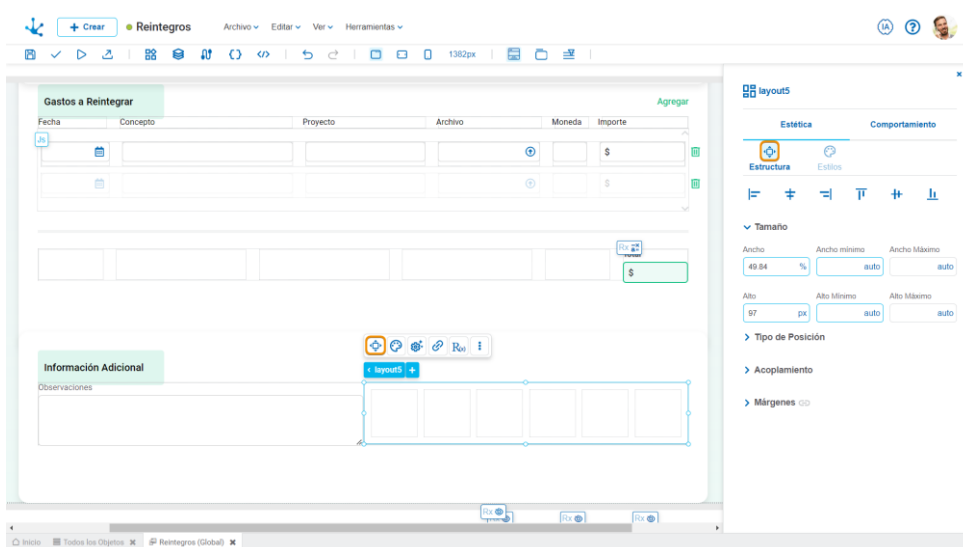 Crear
Reintegros
Archivo
Editar
Ver
Herramientas
IA
?
1382px
Gastos a Reintegrar
Agregar
Fecha
Concepto
Proyecto
Archivo
Moneda
Importe
Js
$
$
Rx
Total
$
R(x)
layout5
Información Adicional
Observaciones
Rx
Rx
Rx
Inicio
Todos los Objetos
Reintegros (Global)
layout5
Estética
Comportamiento
Estructura
Estilos
Tamaño
Ancho
Ancho mínimo
Ancho Máximo
49.84 %
auto
auto
Alto
Alto Mínimo
Alto Máximo
97 px
auto
auto
Tipo de Posición
Acoplamiento
Márgenes